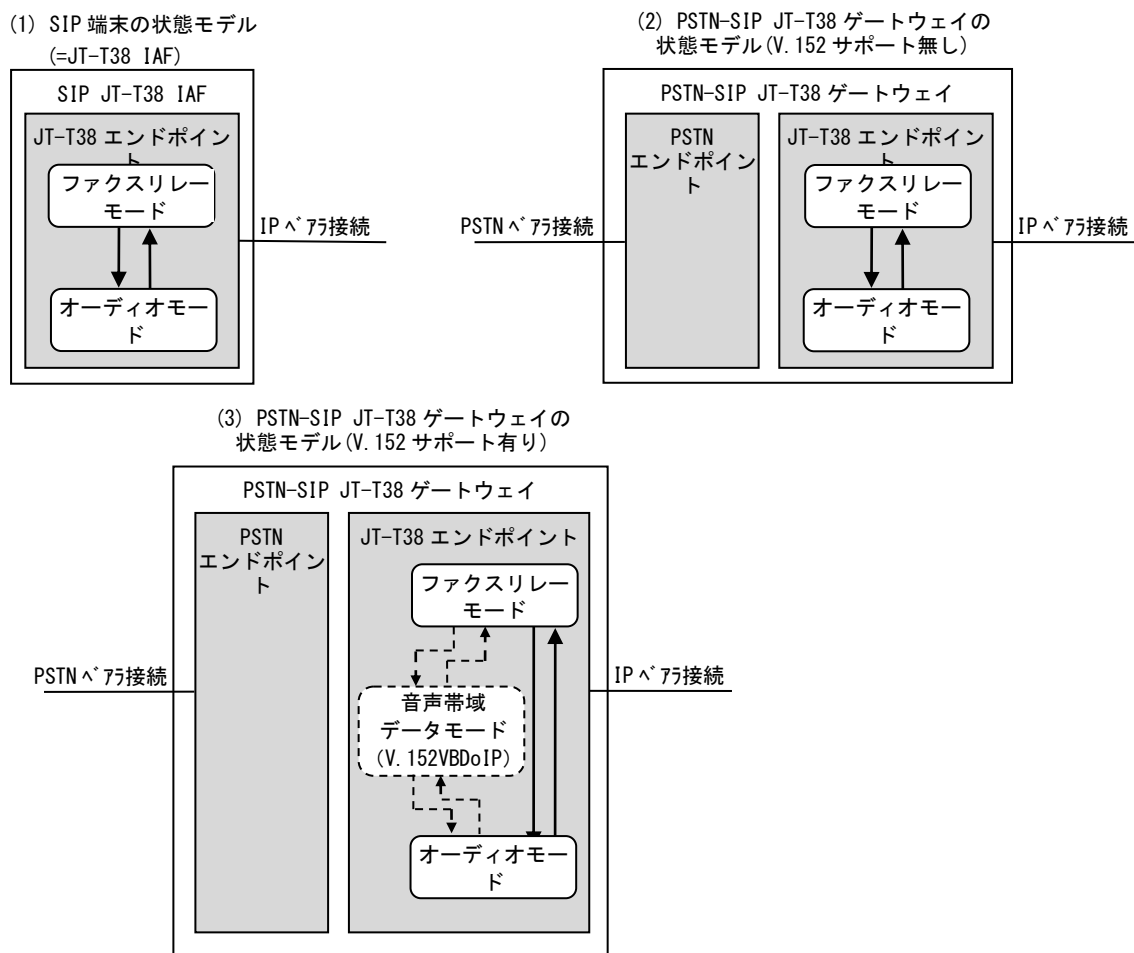 (1) SIP 端末の状態モデル
(=JT-T38 IAF)
SIP JT-T38 IAF
JT-T38 エンドポイン
ト
ファクスリレー
モード
オーディオモー
ド
IP ﾍﾞｱﾗ接続
(2) PSTN-SIP JT-T38 ゲートウェイの
状態モデル(V.152 サポート無し)
PSTN-SIP JT-T38 ゲートウェイ
PSTN
エンドポイン
ト
JT-T38 エンドポイン
ト
ファクスリレー
モード
オーディオモー
ド
PSTN ﾍﾞｱﾗ接続
IP ﾍﾞｱﾗ接続
(3) PSTN-SIP JT-T38 ゲートウェイの
状態モデル(V.152 サポート有り)
PSTN-SIP JT-T38 ゲートウェイ
PSTN
エンドポイン
ト
JT-T38 エンドポイント
ファクスリレー
モード
音声帯域
データモード
(V.152VBDoIP)
オーディオモー
ド
PSTN ﾍﾞｱﾗ接続
IP ﾍﾞｱﾗ接続